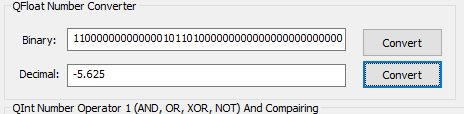 QFloat Number Converter
Binary: 110000000000000101101000000000000000000000000 Convert
Decimal: -5.625 Convert
QInt Number Operator 1 (AND, OR, XOR, NOT) And Compairing